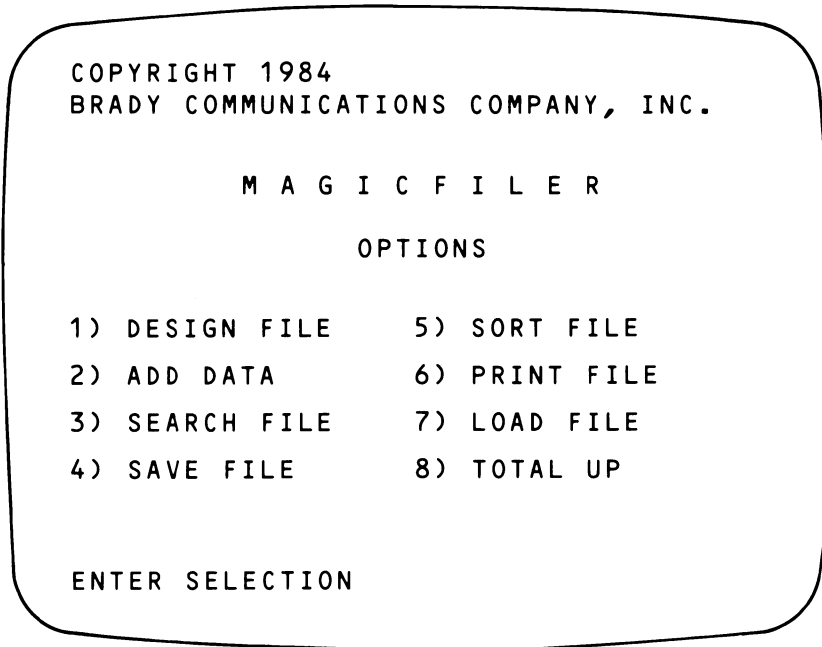 COPYRIGHT 1984
BRADY COMMUNICATIONS COMPANY, INC.
M A G I C F I L E R
OPTIONS
1) DESIGN FILE 5) SORT FILE
2) ADD DATA 6) PRINT FILE
3) SEARCH FILE 7) LOAD FILE
4) SAVE FILE 8) TOTAL UP
ENTER SELECTION